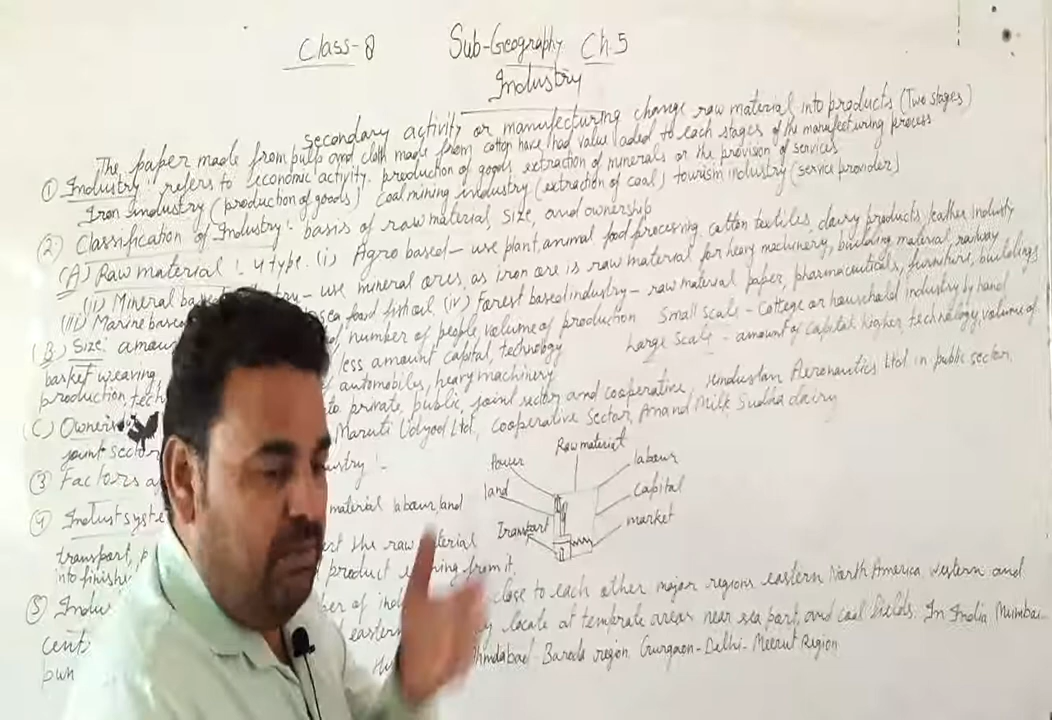 Class-8 Sub-Geography Ch.5
Industry
Secondary activity or manufacturing change raw material into products (Two stages)
The paper made from pulp and cloth made from cotton have had value added to each stages of the manufacturing process
① Industry: refers to economic activity. production of goods, extraction of minerals or the provision of services
Iron industry (production of goods) Coal mining industry (extraction of coal) tourism industry (service provider)
② Classification of Industry: basis of raw material, size, and ownership
(A) Raw material: 4 type. (i) Agro based - use plant, animal food processing, cotton textiles, dairy products, leather industry
(ii) Mineral based - use mineral ores, as iron ore is raw material for heavy machinery, building material, railway
(iii) Marine based sea food fish oil (iv) Forest based industry - raw material paper, pharmaceuticals, furniture, buildings
(B) Size: number of people, volume of production Small scale - Cottege or household industry by hand
basket weaving, less amount capital, technology Large Scale - amount of capital higher, technology, volume of
production, automobiles, heavy machinery
(C) private, public, joint sector and cooperative, Hindustan Aeronautics Ltd in public sector,
joint sector Maruti Udyod Ltd, Cooperative Sector, Anand Milk Sudha dairy
③ Factors
Raw material
Power
labour
land
Capital
Transport
market
④ material labour, land
transport, the raw material
into product from it,
⑤ close to each other major regions eastern North America, western and
eastern locate at temprate areas near sea port, and coal fields. In India, Mumbai-
Ahmdabad - Baroda region, Gurgaon - Delhi - Meerut Region